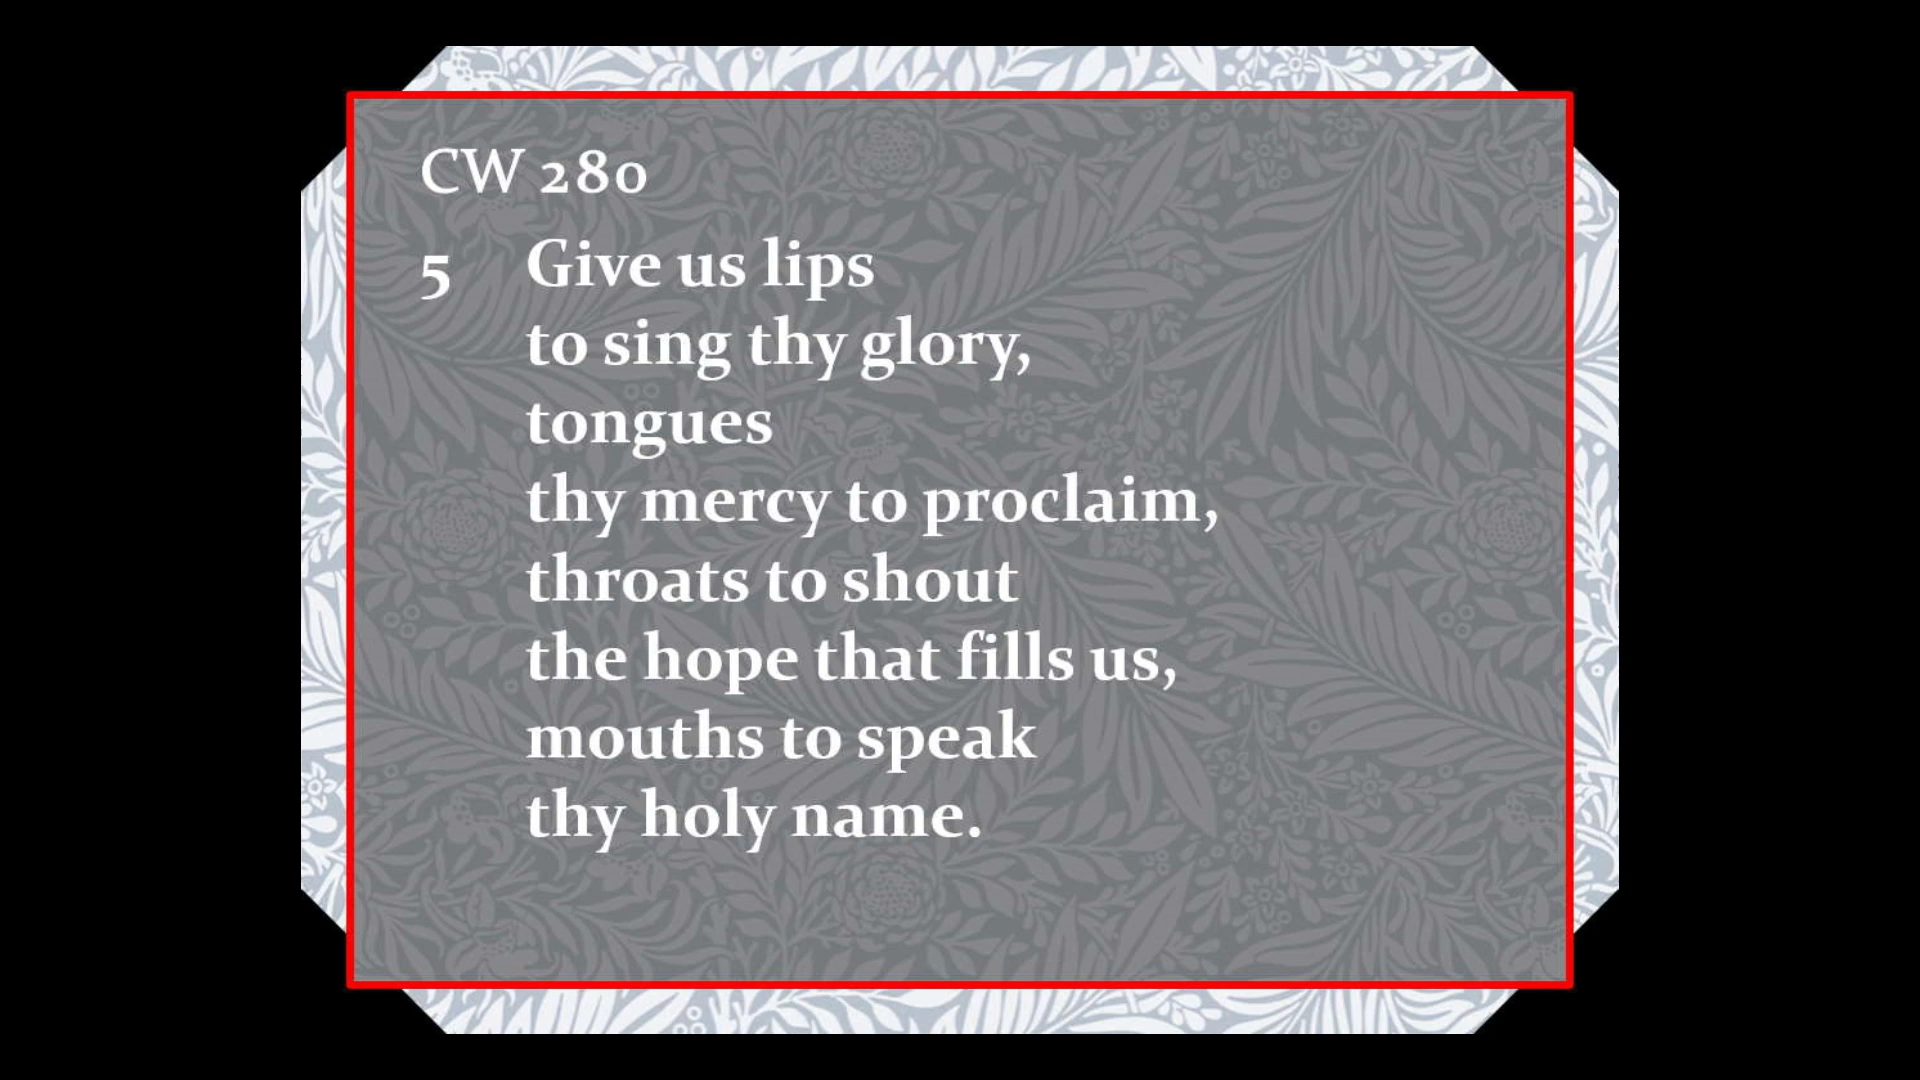 CW 280
5 Give us lips
to sing thy glory,
tongues
thy mercy to proclaim,
throats to shout
the hope that fills us,
mouths to speak
thy holy name.